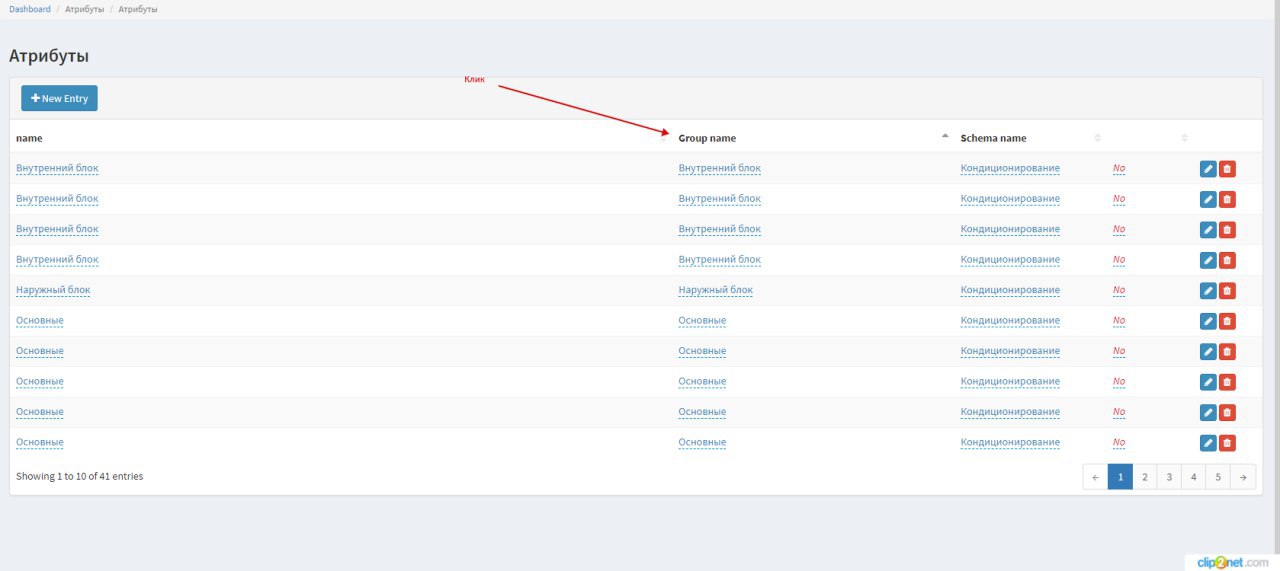 Dashboard / Атрибуты / Атрибуты
Атрибуты
Клик
New Entry
name Group name Schema name
Внутренний блок Внутренний блок Кондиционирование No
Внутренний блок Внутренний блок Кондиционирование No
Внутренний блок Внутренний блок Кондиционирование No
Внутренний блок Внутренний блок Кондиционирование No
Наружный блок Наружный блок Кондиционирование No
Основные Основные Кондиционирование No
Основные Основные Кондиционирование No
Основные Основные Кондиционирование No
Основные Основные Кондиционирование No
Основные Основные Кондиционирование No
Showing 1 to 10 of 41 entries ← 1 2 3 4 5 →
clip2net.com